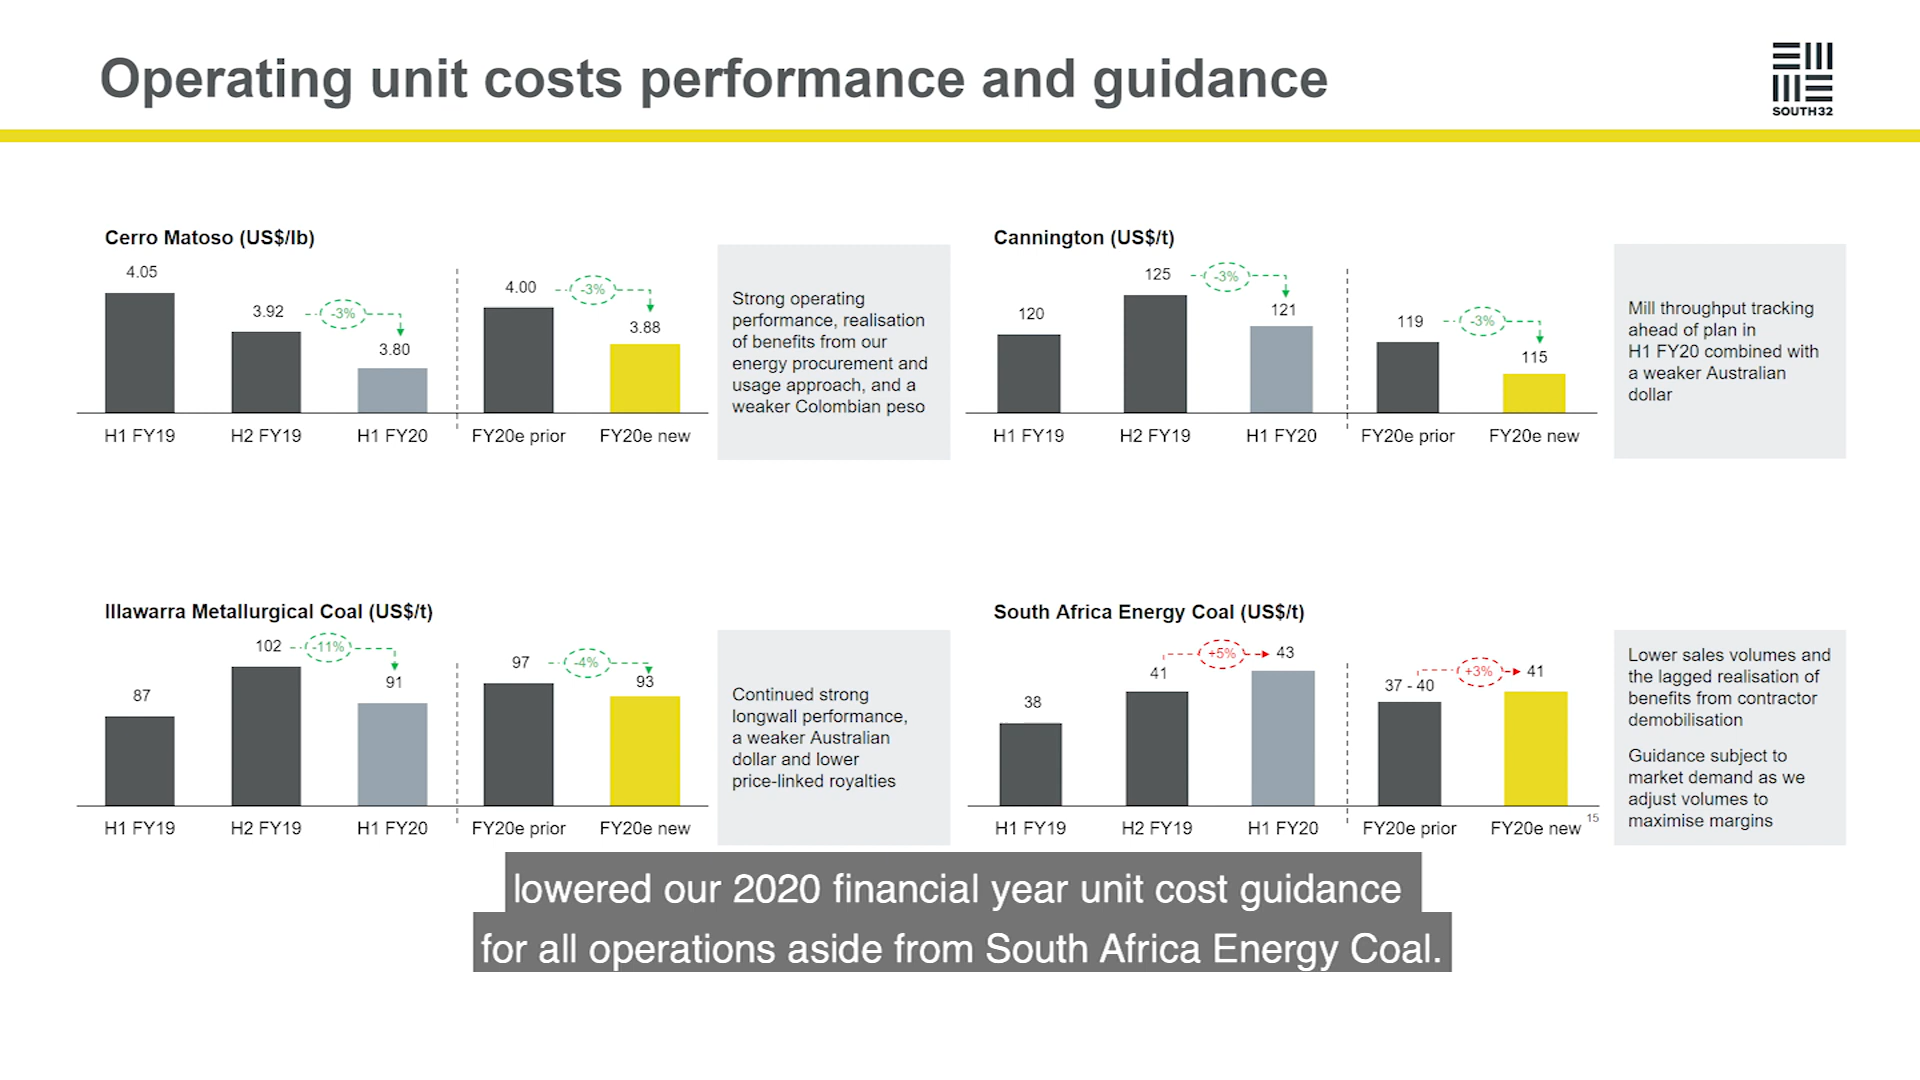 Operating unit costs performance and guidance
SOUTH32
Cerro Matoso (US$/lb)
4.05
3.92
-3%
3.80
4.00
-3%
3.88
H1 FY19
H2 FY19
H1 FY20
FY20e prior
FY20e new
Strong operating
performance, realisation
of benefits from our
energy procurement and
usage approach, and a
weaker Colombian peso
Cannington (US$/t)
120
125
-3%
121
119
-3%
115
H1 FY19
H2 FY19
H1 FY20
FY20e prior
FY20e new
Mill throughput tracking
ahead of plan in
H1 FY20 combined with
a weaker Australian
dollar
Illawarra Metallurgical Coal (US$/t)
87
102
-11%
91
97
-4%
93
H1 FY19
H2 FY19
H1 FY20
FY20e prior
FY20e new
Continued strong
longwall performance,
a weaker Australian
dollar and lower
price-linked royalties
South Africa Energy Coal (US$/t)
38
41
+5%
43
37 - 40
+3%
41
H1 FY19
H2 FY19
H1 FY20
FY20e prior
FY20e new
15
Lower sales volumes and
the lagged realisation of
benefits from contractor
demobilisation
Guidance subject to
market demand as we
adjust volumes to
maximise margins
lowered our 2020 financial year unit cost guidance
for all operations aside from South Africa Energy Coal.